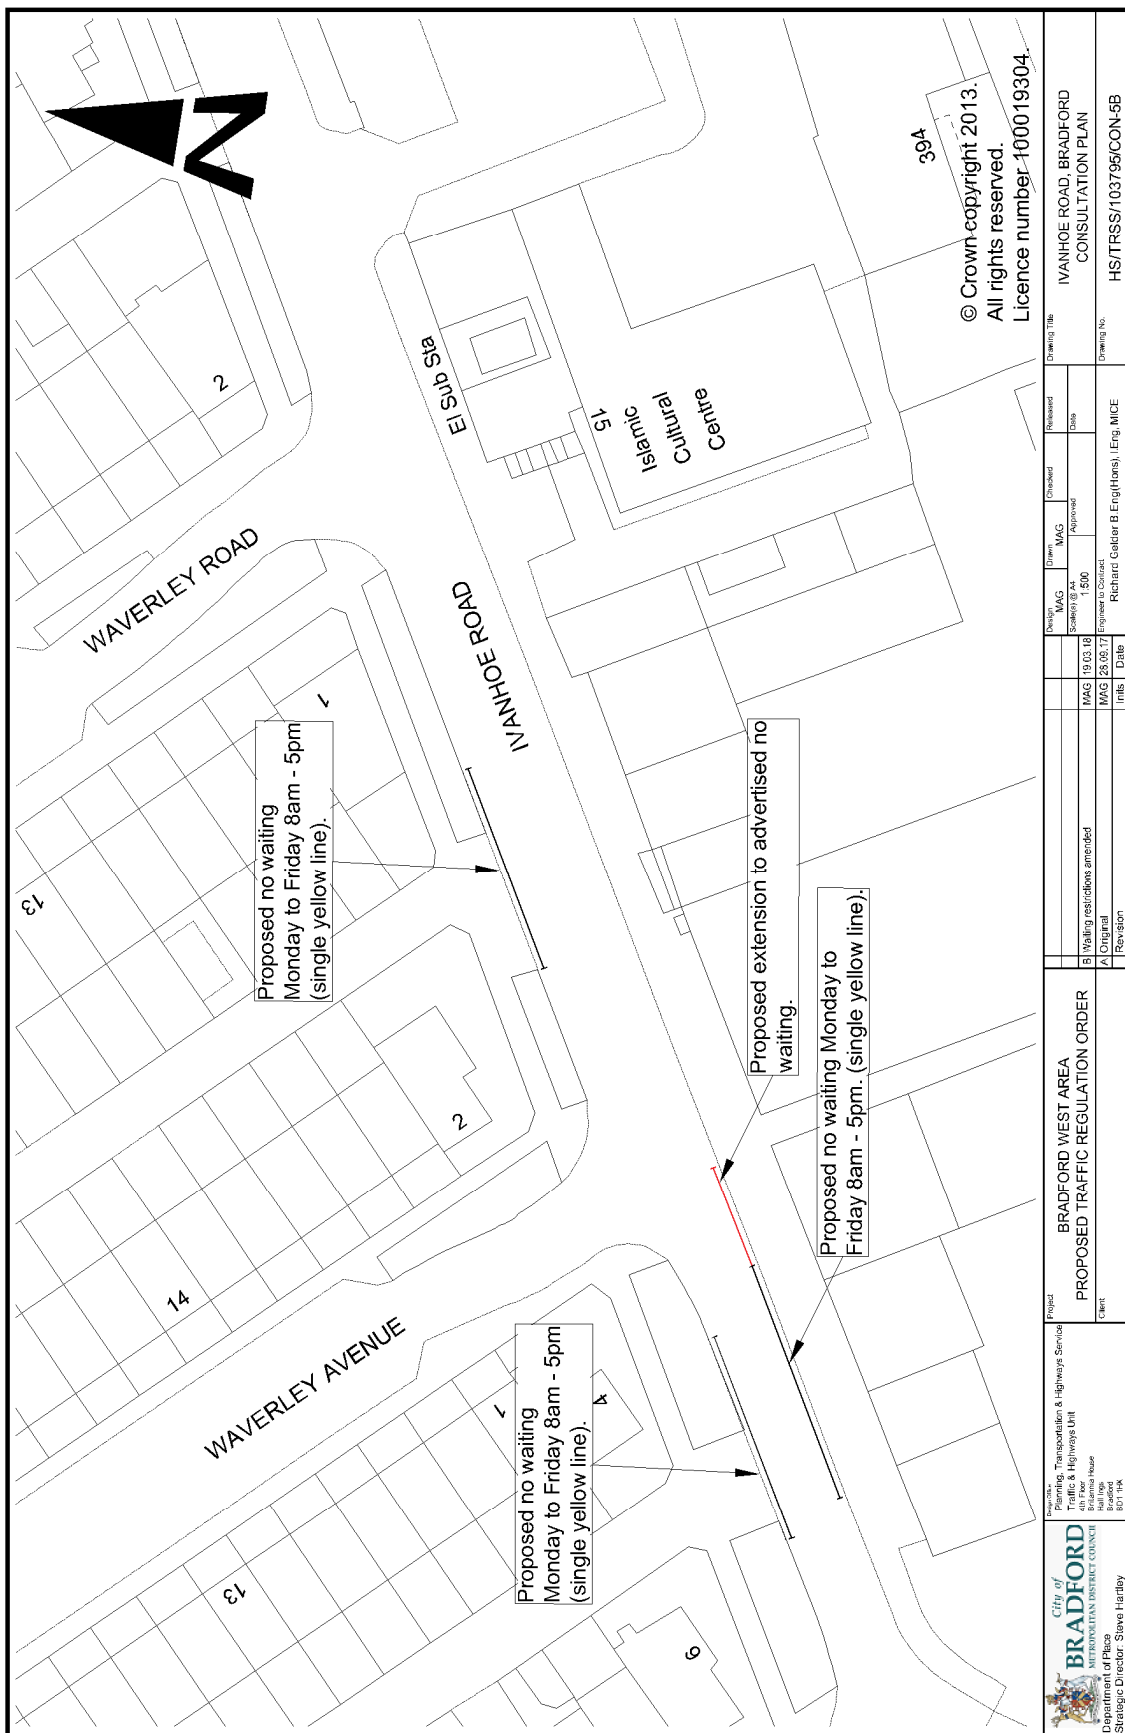 13
14
13
2
2
1
1
4
9
WAVERLEY ROAD
WAVERLEY AVENUE
IVANHOE ROAD
El Sub Sta
15
Islamic
Cultural
Centre
394
Proposed no waiting
Monday to Friday 8am - 5pm
(single yellow line).
Proposed no waiting
Monday to Friday 8am - 5pm
(single yellow line).
Proposed extension to advertised no
waiting.
Proposed no waiting Monday to
Friday 8am - 5pm. (single yellow line).
© Crown copyright 2013.
All rights reserved.
Licence number 100019304.
N
City of
BRADFORD
METROPOLITAN DISTRICT COUNCIL
Department of Place
Strategic Director: Steve Hartley
Design Office
Planning, Transportation & Highways Service
Traffic & Highways Unit
4th Floor
Britannia House
Hall Ings
Bradford
BD1 1HX
Project
BRADFORD WEST AREA
PROPOSED TRAFFIC REGULATION ORDER
Client
B Waiting restrictions amended MAG 19.03.18
A Original MAG 28.09.17
Revision Init's Date
Design MAG
Drawn MAG
Checked
Released
Scale(s) @ A4
1:500
Approved
Date
Engineer to Contract
Richard Gelder B.Eng(Hons), I.Eng, MICE
Drawing Title
IVANHOE ROAD, BRADFORD
CONSULTATION PLAN
Drawing No.
HS/TRSS/103795/CON-5B